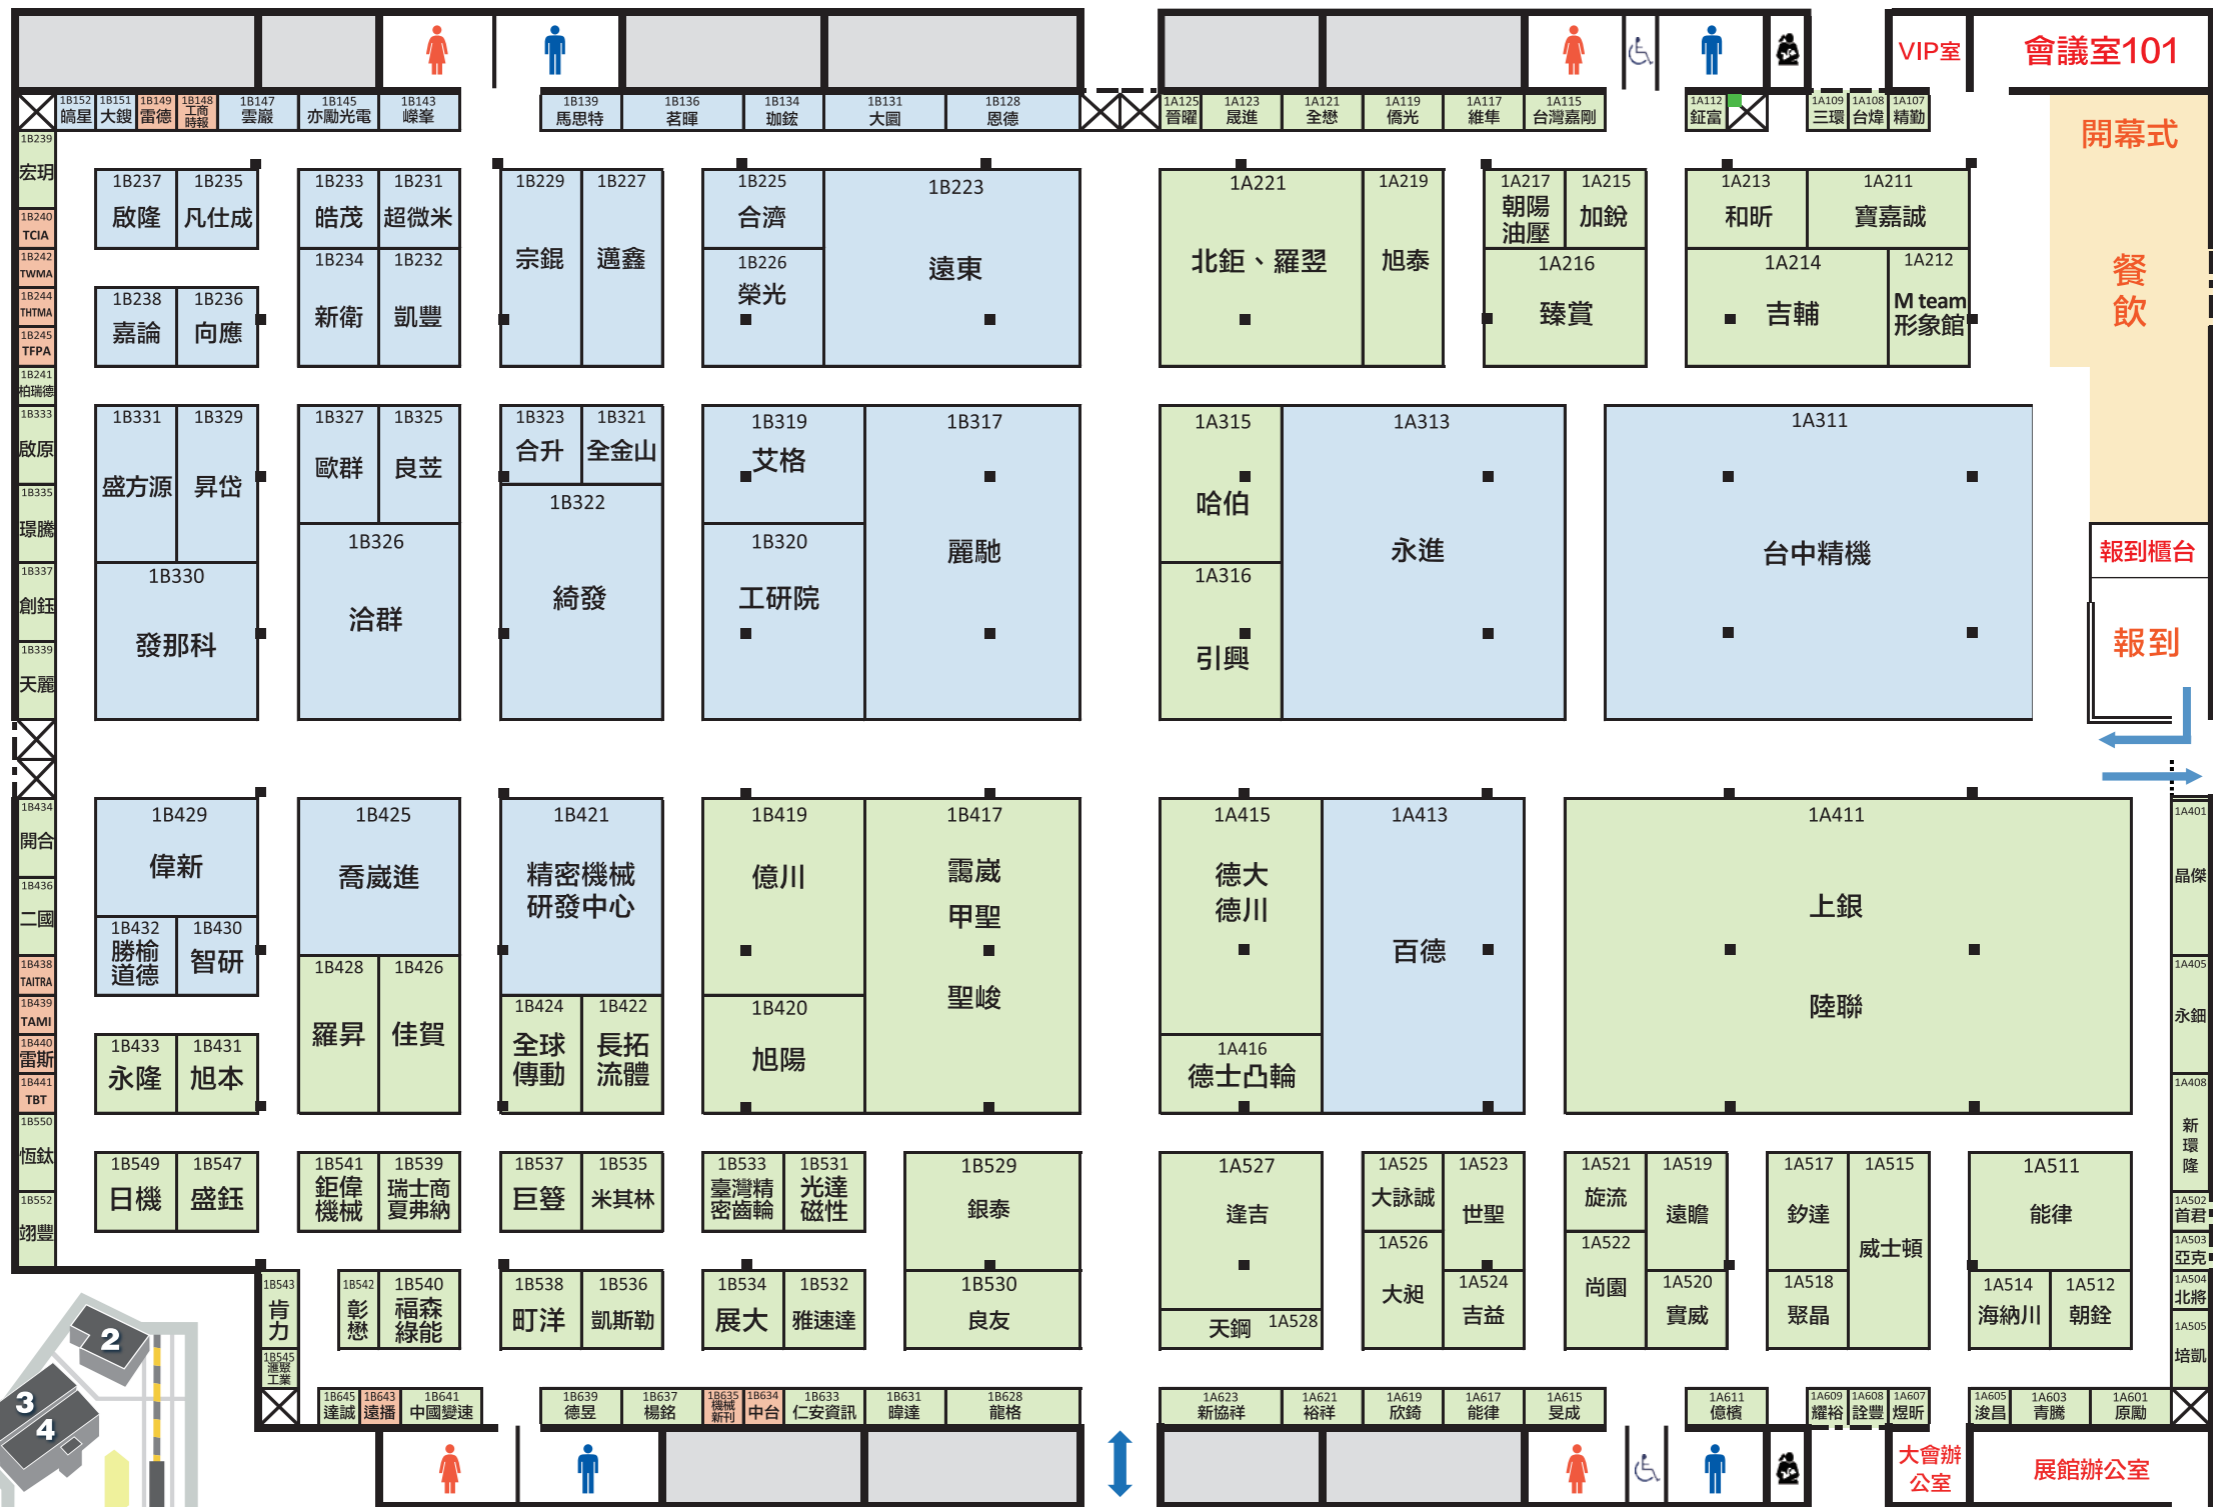 VIP室
會議室101
1B152
鎬星
1B151
大鏝
1B149
雷德
1B148
工商
時報
1B147
雲巖
1B145
亦勵光電
1B143
嶸峯
1B139
馬思特
1B136
茗暉
1B134
珈鋐
1B131
大圜
1B128
恩德
1A125
晉曜
1A123
晟進
1A121
全懋
1A119
僑光
1A117
維隼
1A115
台灣嘉剛
1A112
鉦富
1A109
三環
1A108
台煒
1A107
精勤
開幕式
餐
飲
1B239
宏玥
1B240
TCIA
1B242
TWMA
1B244
THTMA
1B245
TFPA
1B241
柏瑞德
1B237
啟隆
1B235
凡仕成
1B233
皓茂
1B231
超微米
1B229
宗錕
1B227
邁鑫
1B225
合濟
1B223
遠東
1A221
北鉅、羅翌
1A219
旭泰
1A217
朝陽
油壓
1A215
加銳
1A213
和昕
1A211
寶嘉誠
1B234
新衛
1B232
凱豐
1B226
榮光
1A216
臻賞
1A214
吉輔
1A212
M team
形象館
1B238
嘉論
1B236
向應
1B333
啟原
1B335
璟騰
1B337
創鈺
1B339
天麗
1B331
盛方源
1B329
昇岱
1B327
歐群
1B325
良苙
1B323
合升
1B321
全金山
1B319
艾格
1B317
麗馳
1A315
哈伯
1A313
永進
1A311
台中精機
1B322
綺發
1B326
洽群
1B320
工研院
1B330
發那科
1A316
引興
報到櫃台
報到
1B434
開合
1B436
二國
1B438
TAITRA
1B439
TAMI
1B440
雷斯
1B441
TBT
1B429
偉新
1B425
喬崴進
1B421
精密機械
研發中心
1B419
億川
1B417
靄崴
甲聖
聖峻
1A415
德大
德川
1A413
百德
1A411
上銀
陸聯
1A401
晶傑
1A405
永鈿
1A408
新
環
隆
1B432
勝榆
道德
1B430
智研
1B428
羅昇
1B426
佳賀
1B424
全球
傳動
1B422
長拓
流體
1B420
旭陽
1A416
德士凸輪
1B433
永隆
1B431
旭本
1B550
恆鈦
1B552
翊豐
1B549
日機
1B547
盛鈺
1B541
鉅偉
機械
1B539
瑞士商
夏弗納
1B537
巨簦
1B535
米其林
1B533
臺灣精
密齒輪
1B531
光達
磁性
1B529
銀泰
1A527
逢吉
1A525
大詠誠
1A523
世聖
1A521
旋流
1A519
遠瞻
1A517
釸達
1A515
威士頓
1A511
能律
1A502
首君
1A503
亞克
1A504
北將
1A505
培凱
1A526
大昶
1A522
尚園
1B543
肯
力
1B545
滙聚
工業
1B542
彰
懋
1B540
福森
綠能
1B538
町洋
1B536
凱斯勒
1B534
展大
1B532
雅速達
1B530
良友
天鋼
1A528
1A524
吉益
1A520
實威
1A518
聚晶
1A514
海納川
1A512
朝銓
1B645
達誠
1B643
遠播
1B641
中國變速
1B639
德昱
1B637
楊銘
1B635
機械
新刊
1B634
中台
1B633
仁安資訊
1B631
暐達
1B628
龍格
1A623
新協祥
1A621
裕祥
1A619
欣錡
1A617
能律
1A615
旻成
1A611
億檳
1A609
耀裕
1A608
詮豐
1A607
煜昕
1A605
浚昌
1A603
青騰
1A601
原勵
2
3
4
大會辦
公室
展館辦公室